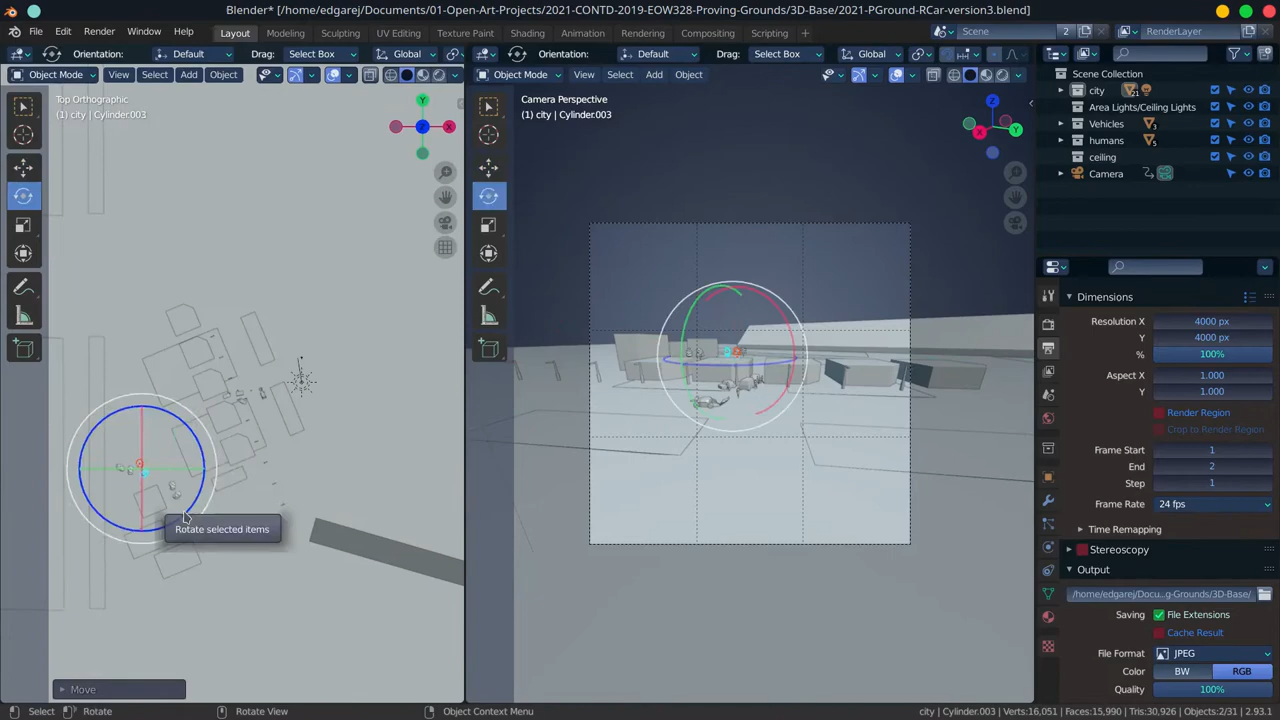 Blender* [/home/edgarej/Documents/01-Open-Art-Projects/2021-CONTD-2019-EOW328-Proving-Grounds/3D-Base/2021-PGround-RCar-version3.blend]
File Edit Render Window Help Layout Modeling Sculpting UV Editing Texture Paint Shading Animation Rendering Compositing Scripting + Scene 2 RenderLayer
Orientation: Default Drag: Select Box Global
Orientation: Default Drag: Select Box Global
Object Mode View Select Add Object
Object Mode View Select Add Object
Top Orthographic
(1) city | Cylinder.003
Y
Z
X
Rotate selected items
Move
Camera Perspective
(1) city | Cylinder.003
Z
Y
X
Scene Collection
city 21
Area Lights/Ceiling Lights
Vehicles 3
humans 5
ceiling
Camera
Dimensions
Resolution X 4000 px
Y 4000 px
% 100%
Aspect X 1.000
Y 1.000
Render Region
Crop to Render Region
Frame Start 1
End 2
Step 1
Frame Rate 24 fps
Time Remapping
Stereoscopy
Output
/home/edgarej/Docu...g-Grounds/3D-Base/
Saving File Extensions
Cache Result
File Format JPEG
Color BW RGB
Quality 100%
Select Rotate Rotate View Object Context Menu city | Cylinder.003 | Verts:16,051 | Faces:15,990 | Tris:30,926 | Objects:2/31 | 2.93.1